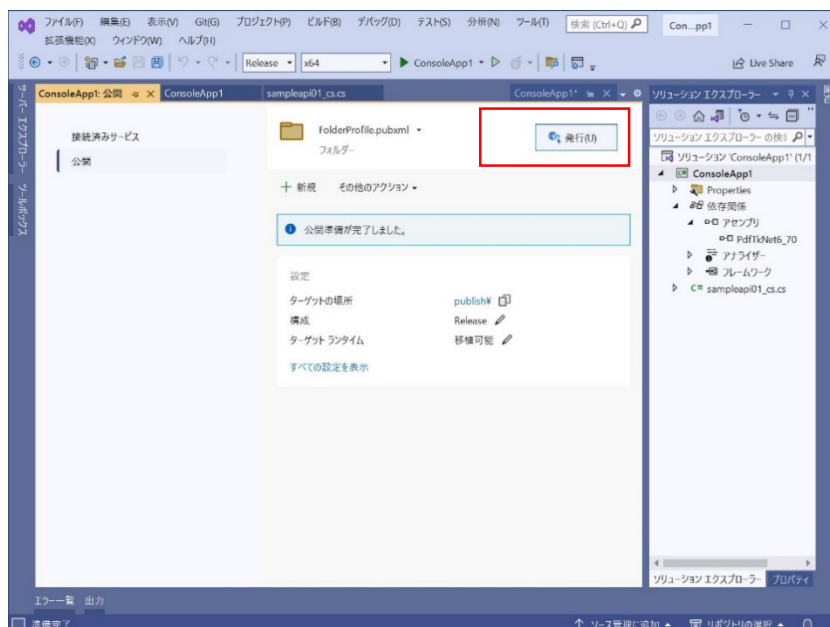 ファイル(F) 編集(E) 表示(V) Git(G) プロジェクト(P) ビルド(B) デバッグ(D) テスト(S) 分析(N) ツール(T) 検索 (Ctrl+Q) Con...pp1
拡張機能(X) ウィンドウ(W) ヘルプ(H)
Release x64 ConsoleApp1 Live Share
サーバー エクスプローラー ツールボックス
ConsoleApp1: 公開 ConsoleApp1 sampleapi01_cs.cs ConsoleApp1*
接続済みサービス
公開
FolderProfile.pubxml
フォルダー
発行(U)
新規 その他のアクション
公開準備が完了しました。
設定
ターゲットの場所 publish¥
構成 Release
ターゲット ランタイム 移植可能
すべての設定を表示
ソリューション エクスプローラー
ソリューション エクスプローラー の検
ソリューション 'ConsoleApp1' (1/1
ConsoleApp1
Properties
依存関係
アセンブリ
PdfTkNet6_70
アナライザー
フレームワーク
C# sampleapi01_cs.cs
ソリューション エクスプローラー プロパティ
エラー一覧 出力
準備完了 ソース管理に追加 リポジトリの選択